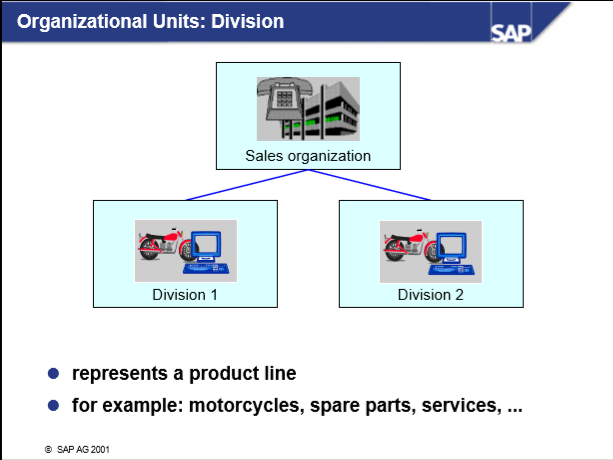 Organizational Units: Division
SAP
Sales organization
Division 1
Division 2
represents a product line
for example: motorcycles, spare parts, services, ...
© SAP AG 2001